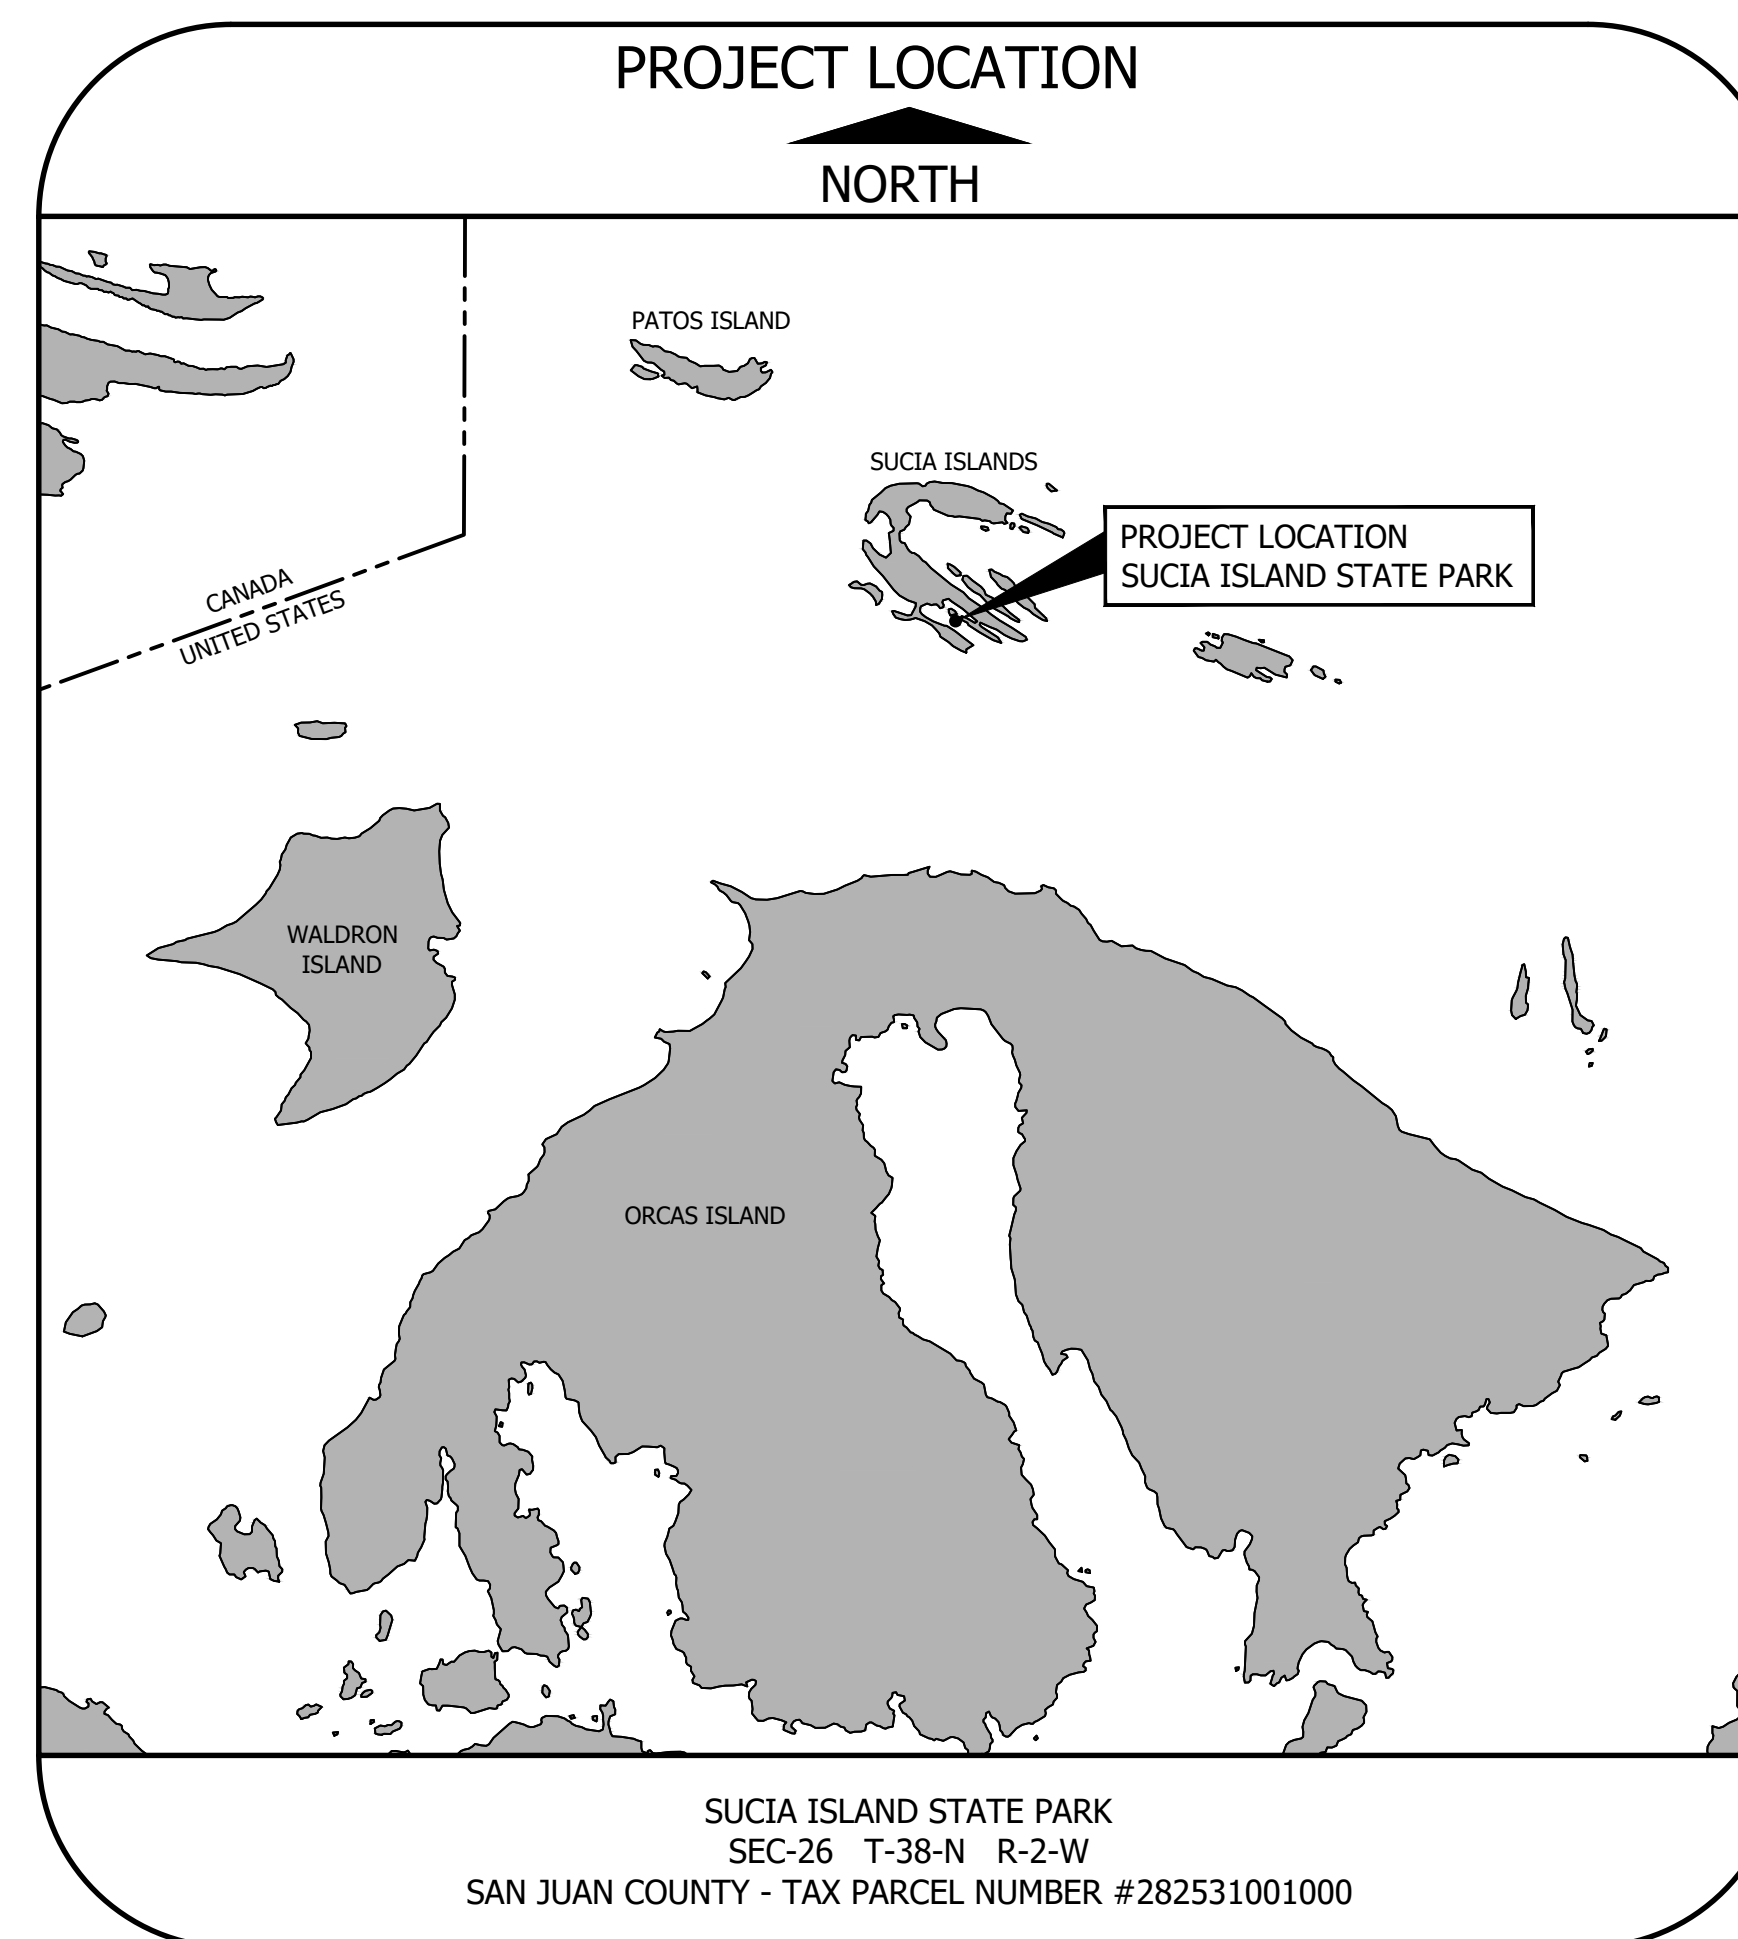 PROJECT LOCATION
NORTH
PATOS ISLAND
SUCIA ISLANDS
PROJECT LOCATION
SUCIA ISLAND STATE PARK
CANADA
UNITED STATES
WALDRON
ISLAND
ORCAS ISLAND
SUCIA ISLAND STATE PARK
SEC-26 T-38-N R-2-W
SAN JUAN COUNTY - TAX PARCEL NUMBER #282531001000